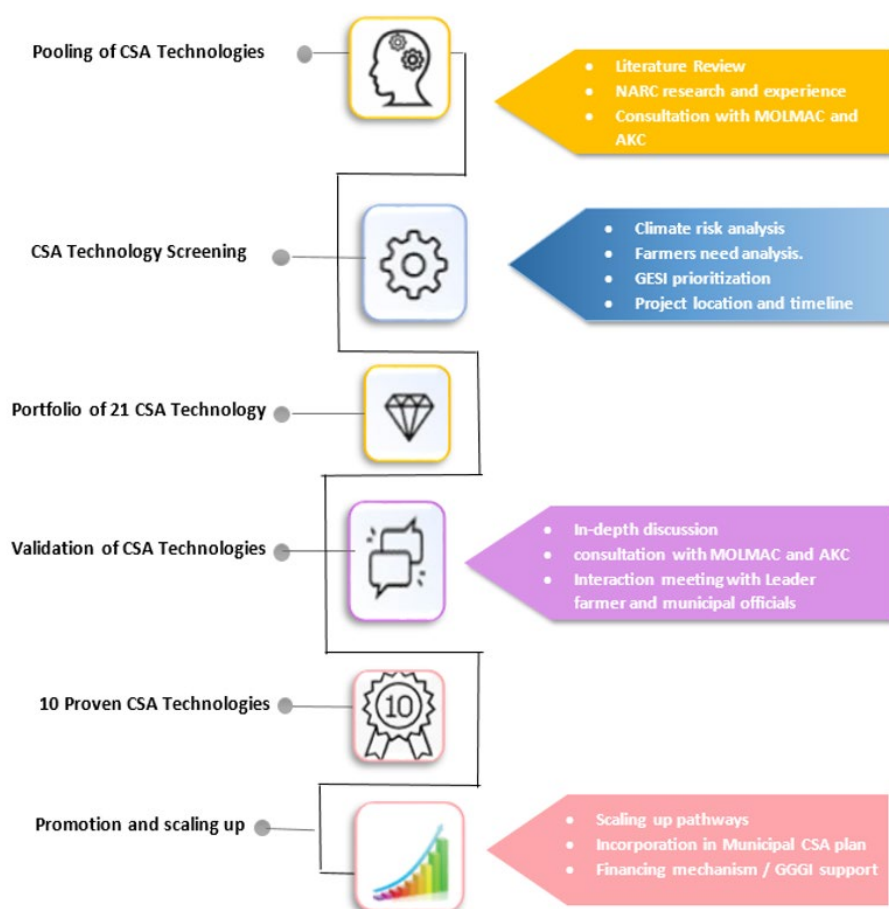 Pooling of CSA Technologies
• Literature Review
• NARC research and experience
• Consultation with MOLMAC and
AKC
CSA Technology Screening
• Climate risk analysis
• Farmers need analysis.
• GESI prioritization
• Project location and timeline
Portfolio of 21 CSA Technology
Validation of CSA Technologies
• In-depth discussion
• consultation with MOLMAC and AKC
• Interaction meeting with Leader
farmer and municipal officials
10 Proven CSA Technologies
10
Promotion and scaling up
• Scaling up pathways
• Incorporation in Municipal CSA plan
• Financing mechanism / GGGI support